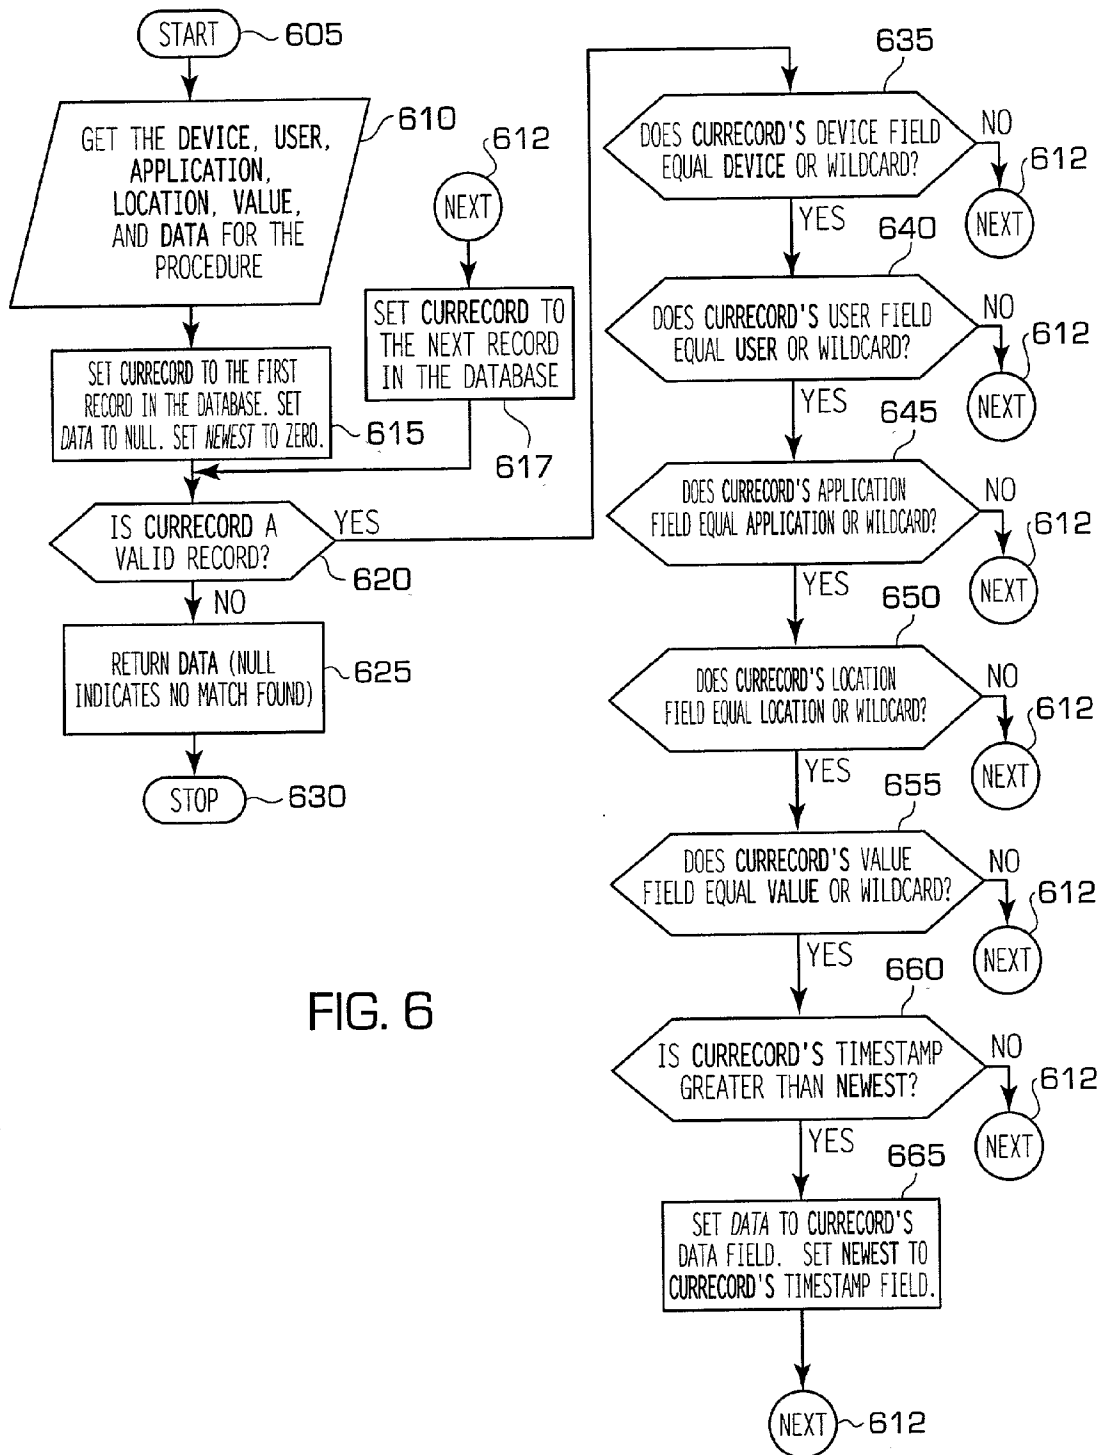 START
605
GET THE DEVICE, USER,
APPLICATION,
LOCATION, VALUE,
AND DATA FOR THE
PROCEDURE
610
612
NEXT
SET CURRECORD TO
THE NEXT RECORD
IN THE DATABASE
617
SET CURRECORD TO THE FIRST
RECORD IN THE DATABASE. SET
DATA TO NULL. SET NEWEST TO ZERO.
615
IS CURRECORD A
VALID RECORD?
YES
620
NO
RETURN DATA (NULL
INDICATES NO MATCH FOUND)
625
STOP
630
635
DOES CURRECORD'S DEVICE FIELD
EQUAL DEVICE OR WILDCARD?
NO
612
NEXT
YES
640
DOES CURRECORD'S USER FIELD
EQUAL USER OR WILDCARD?
NO
612
NEXT
YES
645
DOES CURRECORD'S APPLICATION
FIELD EQUAL APPLICATION OR WILDCARD?
NO
612
NEXT
YES
650
DOES CURRECORD'S LOCATION
FIELD EQUAL LOCATION OR WILDCARD?
NO
612
NEXT
YES
655
DOES CURRECORD'S VALUE
FIELD EQUAL VALUE OR WILDCARD?
NO
612
NEXT
YES
660
IS CURRECORD'S TIMESTAMP
GREATER THAN NEWEST?
NO
612
NEXT
YES
665
SET DATA TO CURRECORD'S
DATA FIELD. SET NEWEST TO
CURRECORD'S TIMESTAMP FIELD.
NEXT
612
FIG. 6